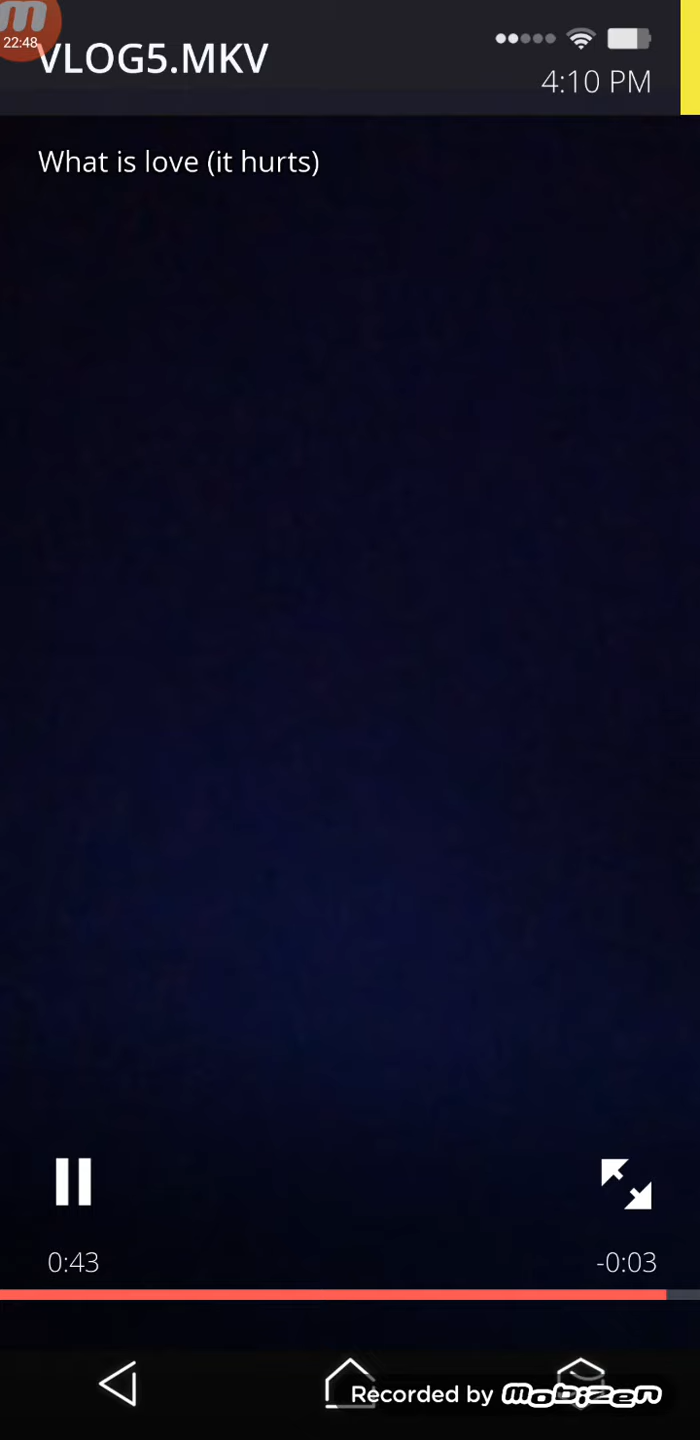 22:48
VLOG5.MKV
4:10 PM
What is love (it hurts)
0:43
-0:03
Recorded by mobizen